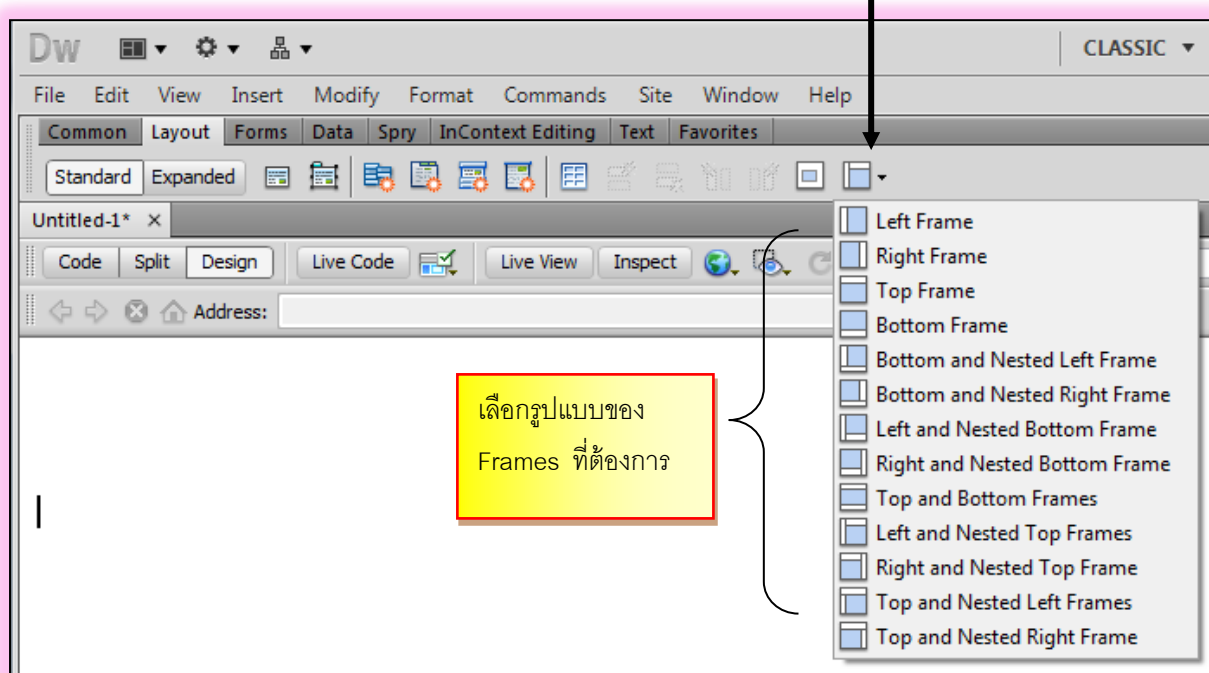 Dw CLASSIC
File Edit View Insert Modify Format Commands Site Window Help
Common Layout Forms Data Spry InContext Editing Text Favorites
Standard Expanded
Untitled-1* ×
Code Split Design Live Code Live View Inspect
Address:
Left Frame
Right Frame
Top Frame
Bottom Frame
Bottom and Nested Left Frame
Bottom and Nested Right Frame
Left and Nested Bottom Frame
Right and Nested Bottom Frame
Top and Bottom Frames
Left and Nested Top Frames
Right and Nested Top Frame
Top and Nested Left Frames
Top and Nested Right Frame
เลือกรูปแบบของ
Frames ที่ต้องการ